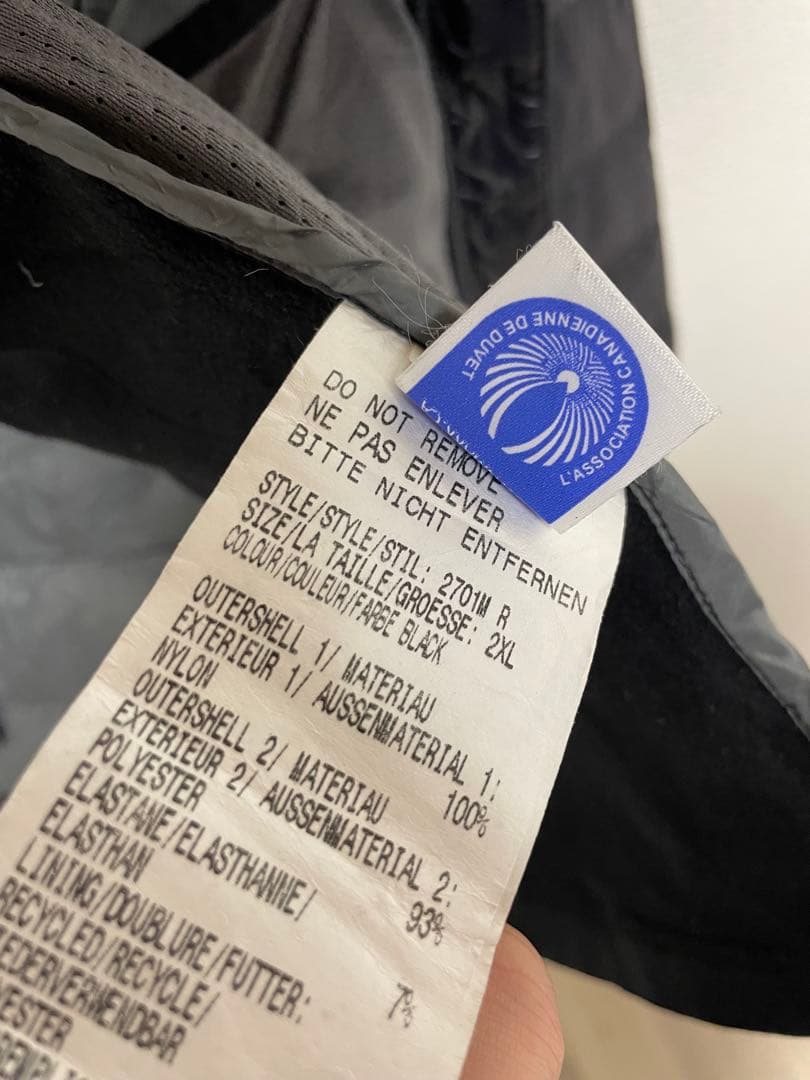 L'ASSOCIATION CANADIENNE DE DUVET
DO NOT REMOVE
NE PAS ENLEVER
BITTE NICHT ENTFERNEN
STYLE/STYLE/STIL: 2701M R
SIZE/LA TAILLE/GROESSE: 2XL
COLOUR/COULEUR/FARBE BLACK
OUTERSHELL 1/ MATERIAU
EXTERIEUR 1/ AUSSENMATERIAL 1:
NYLON 100%
OUTERSHELL 2/ MATERIAU
EXTERIEUR 2/ AUSSENMATERIAL 2:
POLYESTER 93%
ELASTANE/ELASTHANNE/
ELASTHAN 7%
LINING/DOUBLURE/FUTTER:
RECYCLED/RECYCLE/
EDERVERWENDBAR
ESTER